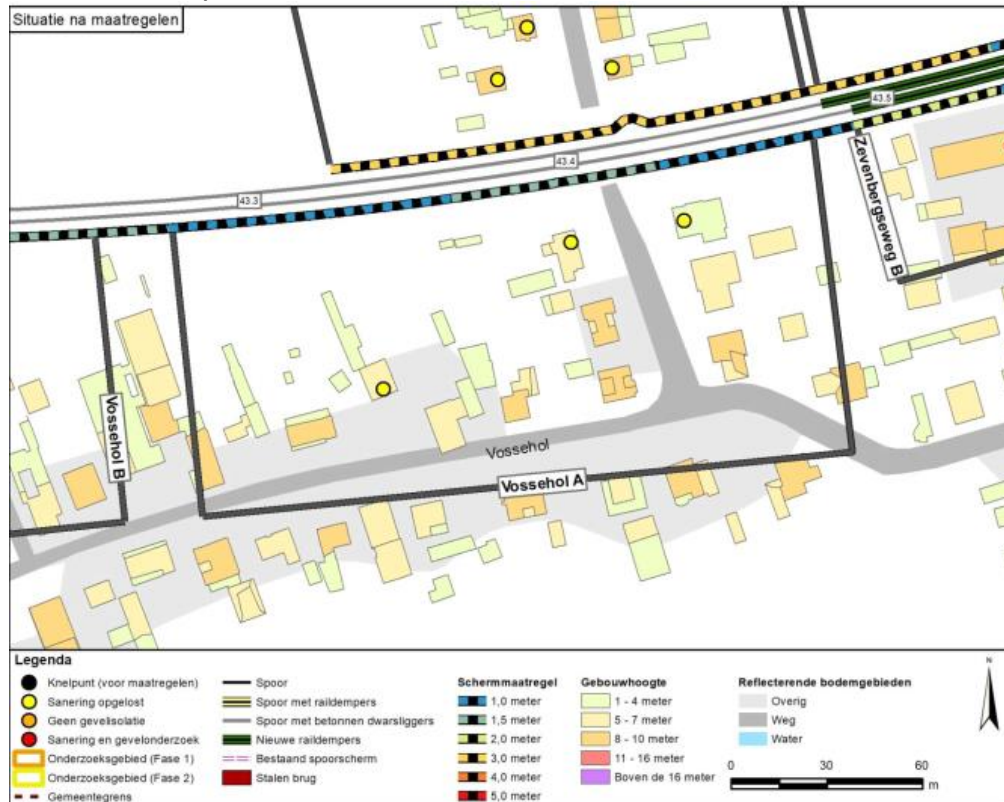 Situatie na maatregelen
43.5
43.4
43.3
Zevenbergseweg B
Vossehol B
Vossehol
Vossehol A
Legenda
Knelpunt (voor maatregelen)
Sanering opgelost
Geen gevelisolatie
Sanering en gevelonderzoek
Onderzoeksgebied (Fase 1)
Onderzoeksgebied (Fase 2)
Gemeentegrens
Spoor
Spoor met raildempers
Spoor met betonnen dwarsliggers
Nieuwe raildempers
Bestaand spoorscherm
Stalen brug
Schermmaatregel
1,0 meter
1,5 meter
2,0 meter
3,0 meter
4,0 meter
5,0 meter
Gebouwhoogte
1 - 4 meter
5 - 7 meter
8 - 10 meter
11 - 16 meter
Boven de 16 meter
Reflecterende bodemgebieden
Overig
Weg
Water
N
0 30 60
m